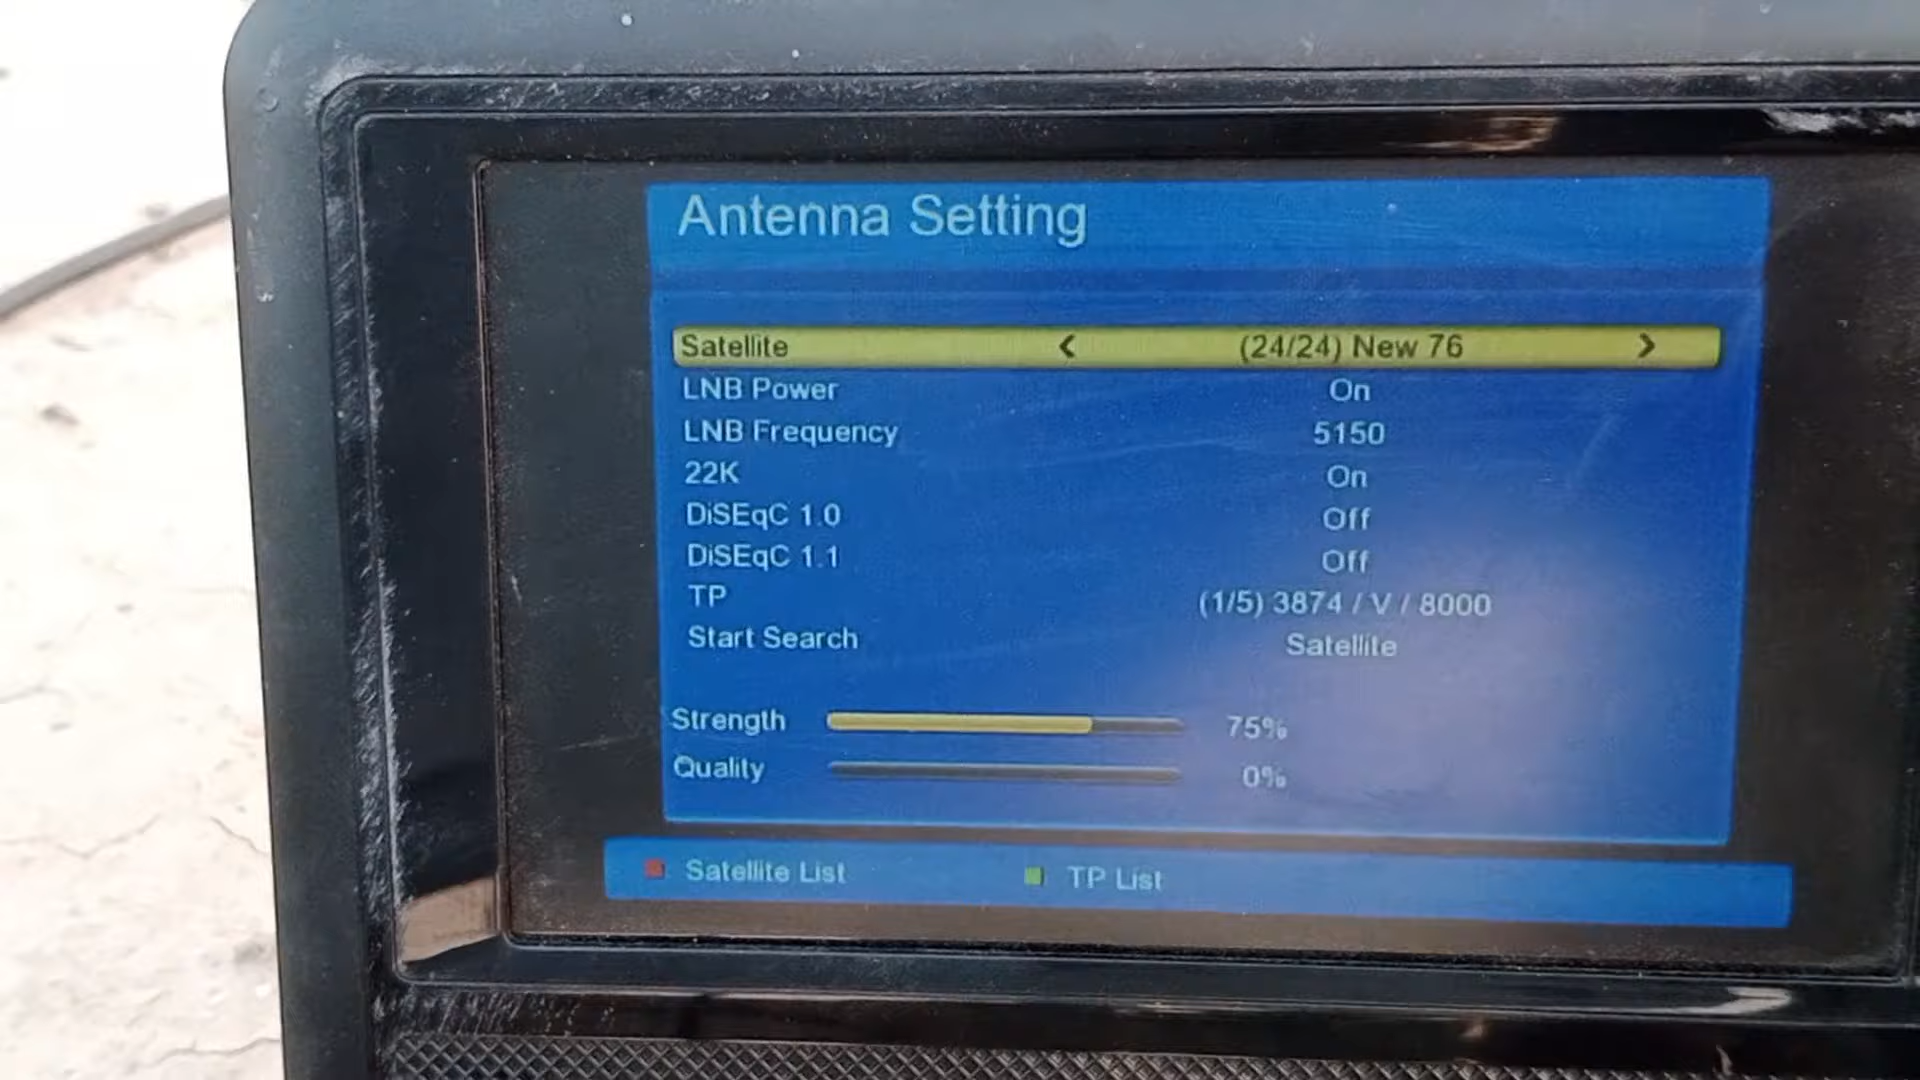 Antenna Setting
Satellite < (24/24) New 76 >
LNB Power On
LNB Frequency 5150
22K On
DiSEqC 1.0 Off
DiSEqC 1.1 Off
TP (1/5) 3874 / V / 8000
Start Search Satellite
Strength 75%
Quality 0%
Satellite List TP List